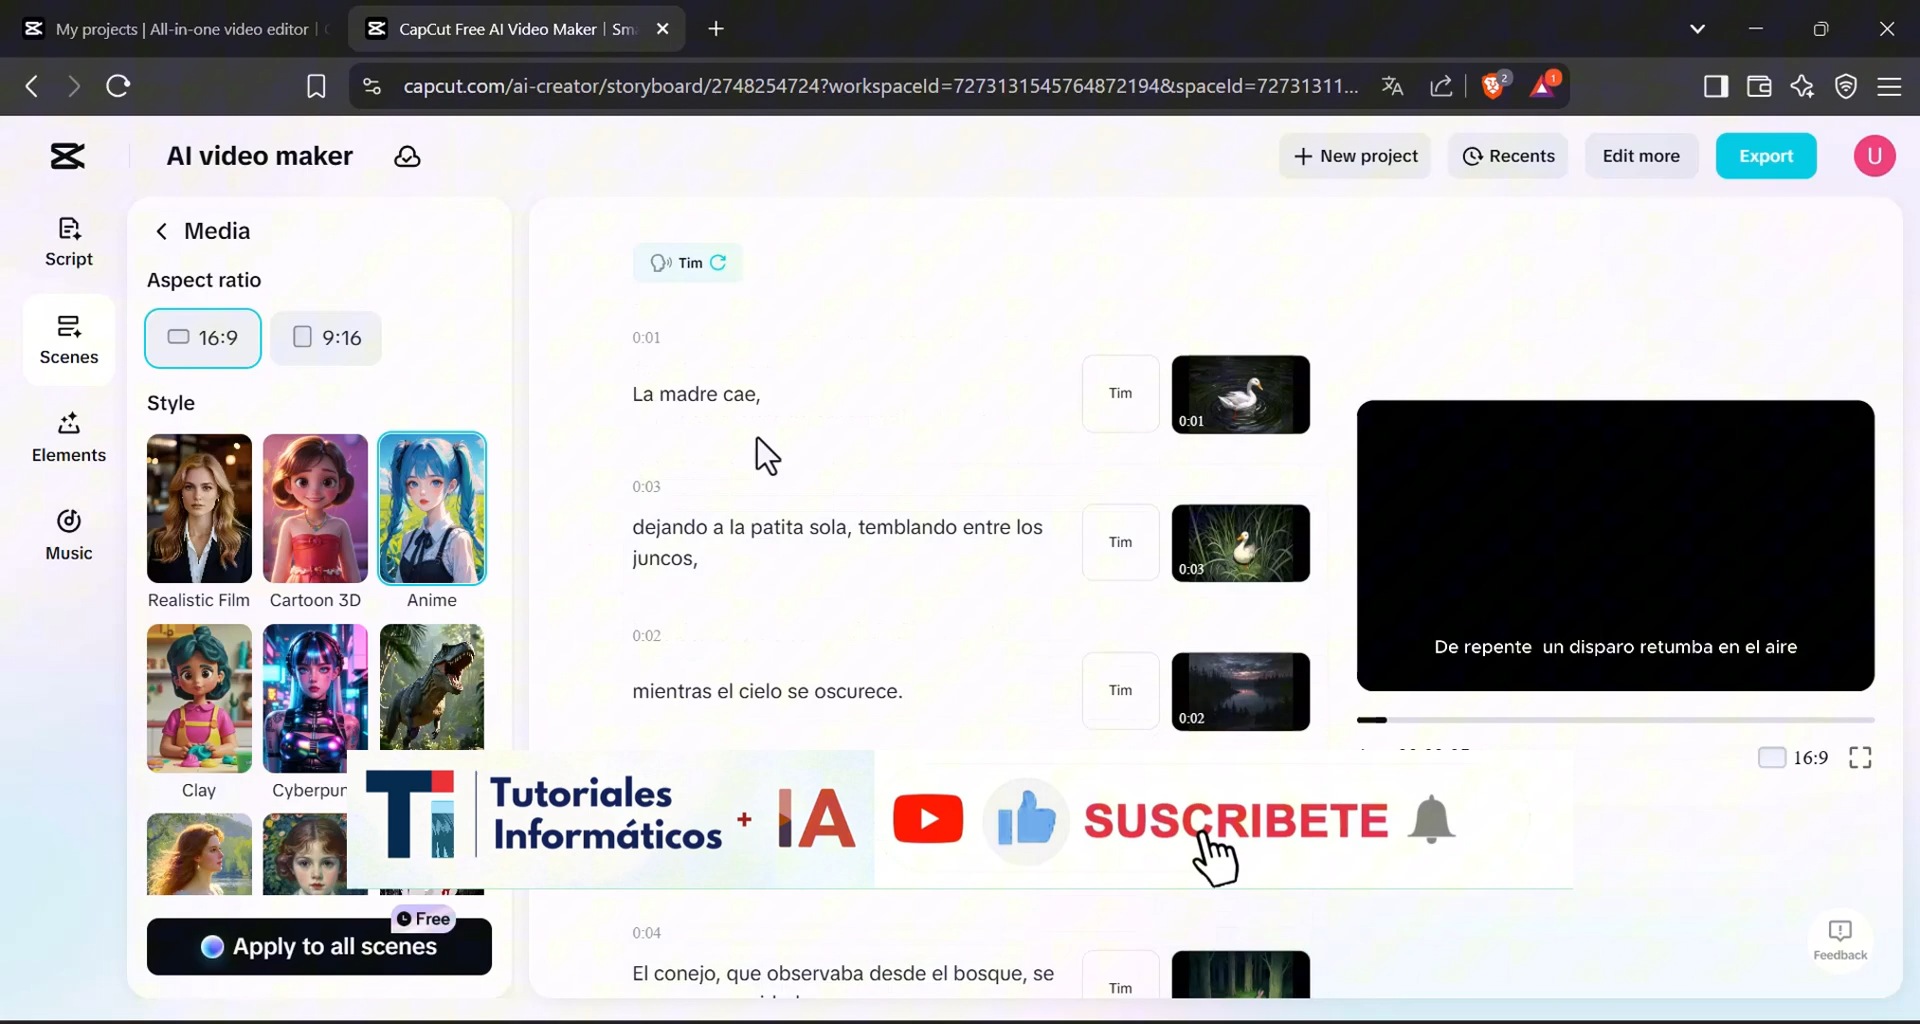 My projects | All-in-one video editor |
CapCut Free AI Video Maker | Sma
capcut.com/ai-creator/storyboard/2748254724?workspaceId=7273131545764872194&spaceId=72731311...
2
1
AI video maker
New project
Recents
Edit more
Export
U
Script
Scenes
Elements
Music
Media
Aspect ratio
16:9
9:16
Style
Realistic Film
Cartoon 3D
Anime
Clay
Cyberpun
Free
Apply to all scenes
Tim
0:01
La madre cae,
Tim
0:01
0:03
dejando a la patita sola, temblando entre los
juncos,
Tim
0:03
0:02
mientras el cielo se oscurece.
Tim
0:02
De repente un disparo retumba en el aire
16:9
Ti
Tutoriales
Informáticos
+ IA
SUSCRIBETE
0:04
El conejo, que observaba desde el bosque, se
Tim
Feedback